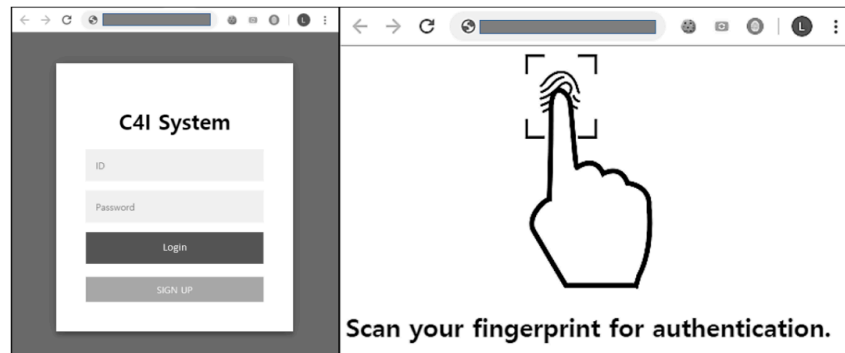 L
C4I System
ID
Password
Login
SIGN UP
L
Scan your fingerprint for authentication.